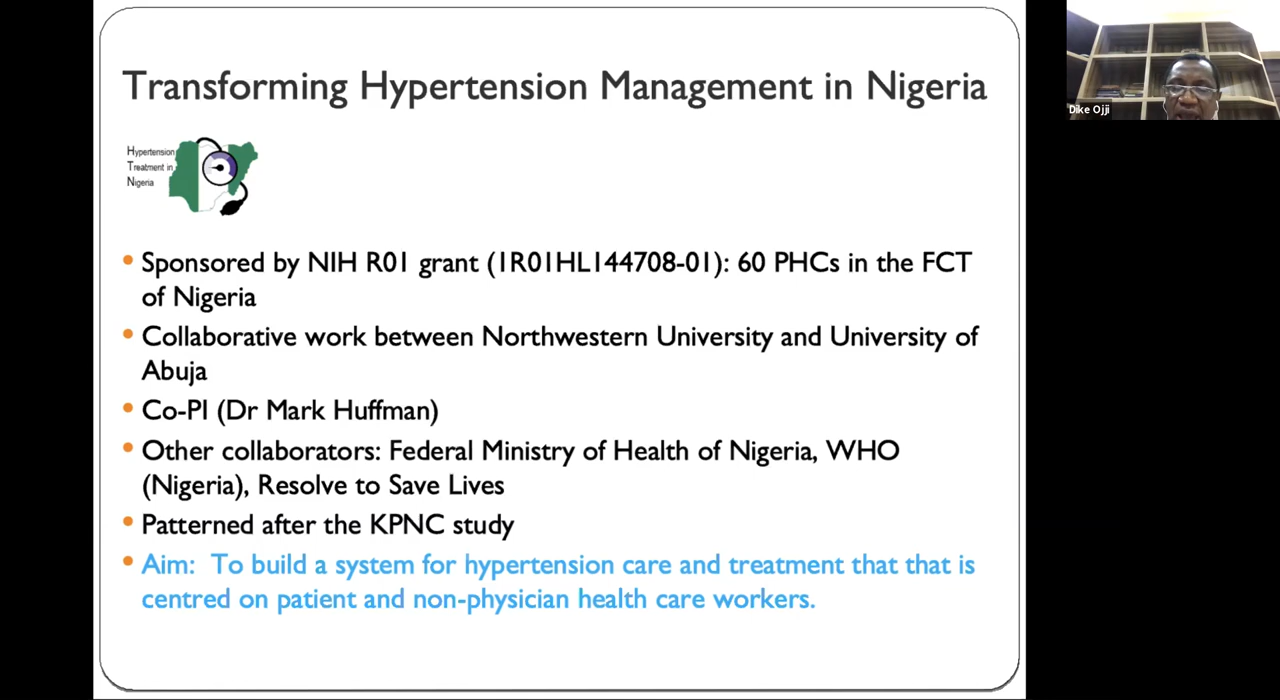 Transforming Hypertension Management in Nigeria
Dike Ojji
Hypertension
Treatment in
Nigeria
• Sponsored by NIH R01 grant (1R01HL144708-01): 60 PHCs in the FCT
of Nigeria
• Collaborative work between Northwestern University and University of
Abuja
• Co-PI (Dr Mark Huffman)
• Other collaborators: Federal Ministry of Health of Nigeria, WHO
(Nigeria), Resolve to Save Lives
• Patterned after the KPNC study
• Aim: To build a system for hypertension care and treatment that that is
centred on patient and non-physician health care workers.